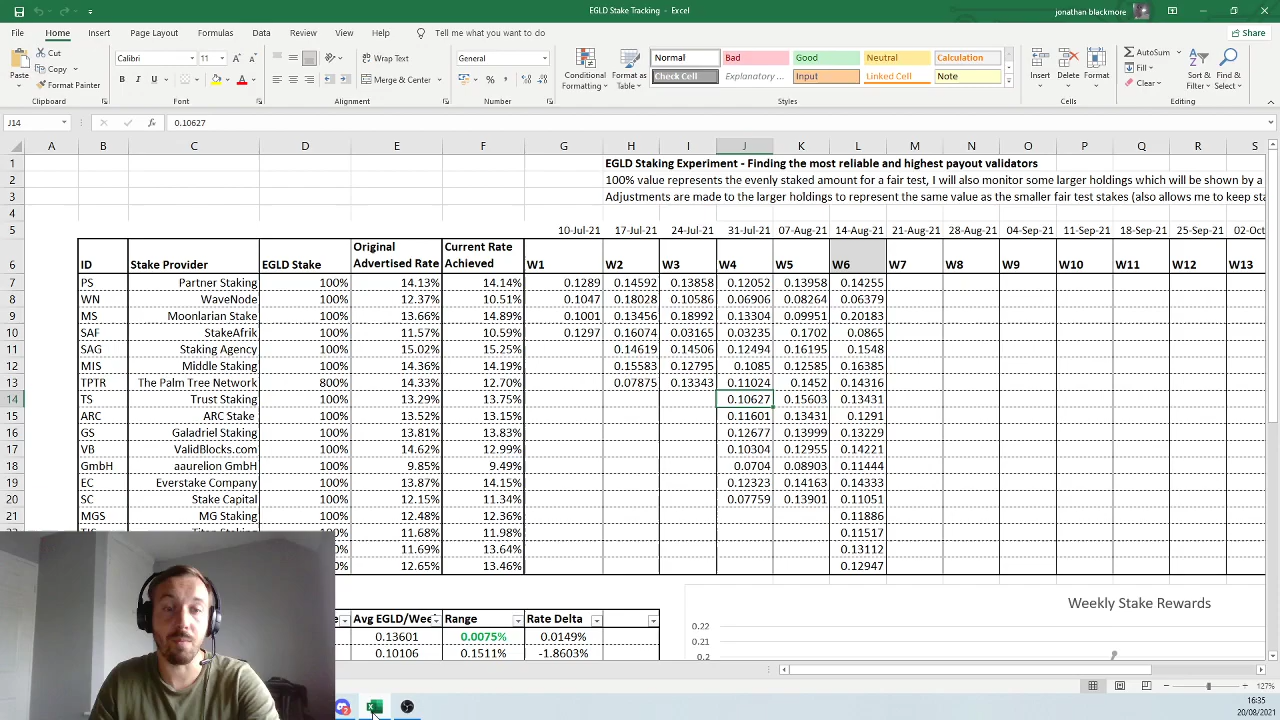 EGLD Stake Tracking - Excel
jonathan blackmore
File Home Insert Page Layout Formulas Data Review View Help Tell me what you want to do Share
Paste Cut Copy Format Painter Clipboard
Calibri 11 B I U Font
Wrap Text Merge & Center Alignment
General % Number
Conditional Formatting Format as Table
Normal Bad Good Neutral Calculation
Check Cell Explanatory ... Input Linked Cell Note
Styles
Insert Delete Format Cells
AutoSum Fill Clear Sort & Filter Find & Select Editing
J14 fx 0.10627
A B C D E F G H I J K L M N O P Q R S
1 EGLD Staking Experiment - Finding the most reliable and highest payout validators
2 100% value represents the evenly staked amount for a fair test, I will also monitor some larger holdings which will be shown by a
3 Adjustments are made to the larger holdings to represent the same value as the smaller fair test stakes (also allows me to keep sta
4
5 10-Jul-21 17-Jul-21 24-Jul-21 31-Jul-21 07-Aug-21 14-Aug-21 21-Aug-21 28-Aug-21 04-Sep-21 11-Sep-21 18-Sep-21 25-Sep-21 02-Oct
6 ID Stake Provider EGLD Stake Original Advertised Rate Current Rate Achieved W1 W2 W3 W4 W5 W6 W7 W8 W9 W10 W11 W12 W13
7 PS Partner Staking 100% 14.13% 14.14% 0.1289 0.14592 0.13858 0.12052 0.13958 0.14255
8 WN WaveNode 100% 12.37% 10.51% 0.1047 0.18028 0.10586 0.06906 0.08264 0.06379
9 MS Moonlarian Stake 100% 13.66% 14.89% 0.1001 0.13456 0.18992 0.13304 0.09951 0.20183
10 SAF StakeAfrik 100% 11.57% 10.59% 0.1297 0.16074 0.03165 0.03235 0.1702 0.0865
11 SAG Staking Agency 100% 15.02% 15.25% 0.14619 0.14506 0.12494 0.16195 0.1548
12 MIS Middle Staking 100% 14.36% 14.19% 0.15583 0.12795 0.1085 0.12585 0.16385
13 TPTR The Palm Tree Network 800% 14.33% 12.70% 0.07875 0.13343 0.11024 0.1452 0.14316
14 TS Trust Staking 100% 13.29% 13.75% 0.10627 0.15603 0.13431
15 ARC ARC Stake 100% 13.52% 13.15% 0.11601 0.13431 0.1291
16 GS Galadriel Staking 100% 13.81% 13.83% 0.12677 0.13999 0.13229
17 VB ValidBlocks.com 100% 14.62% 12.99% 0.10304 0.12955 0.14221
18 GmbH aaurelion GmbH 100% 9.85% 9.49% 0.0704 0.08903 0.11444
19 EC Everstake Company 100% 13.87% 14.15% 0.12323 0.14163 0.14333
20 SC Stake Capital 100% 12.15% 11.34% 0.07759 0.13901 0.11051
21 MGS MG Staking 100% 12.48% 12.36% 0.11886
100% 11.68% 11.98% 0.11517
100% 11.69% 13.64% 0.13112
100% 12.65% 13.46% 0.12947
Avg EGLD/Wee Range Rate Delta
0.13601 0.0075% 0.0149%
0.10106 0.1511% -1.8603%
Weekly Stake Rewards
0.22
0.21
0.2
127%
16:35
20/08/2021